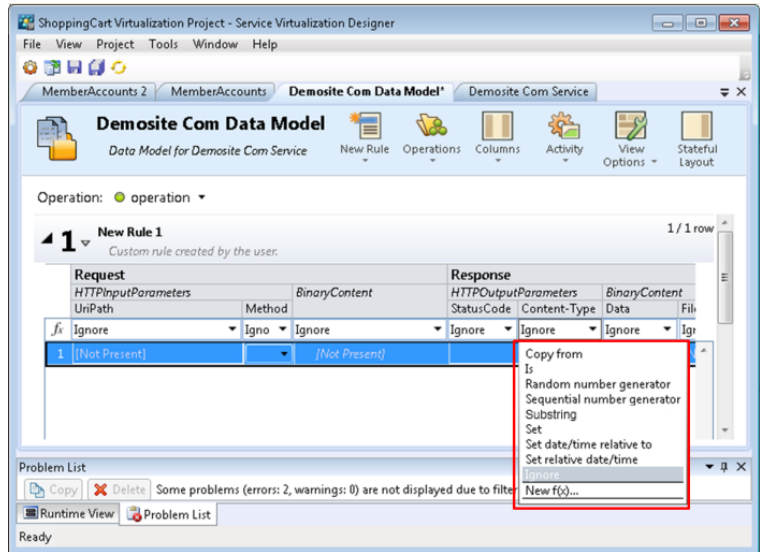 ShoppingCart Virtualization Project - Service Virtualization Designer
File View Project Tools Window Help
MemberAccounts 2 MemberAccounts Demosite Com Data Model* Demosite Com Service
Demosite Com Data Model
Data Model for Demosite Com Service
New Rule Operations Columns Activity View Options Stateful Layout
Operation: operation
1 New Rule 1 1 / 1 row
Custom rule created by the user.
Request Response
HTTPInputParameters BinaryContent HTTPOutputParameters BinaryContent
UriPath Method StatusCode Content-Type Data File
fx Ignore Igno Ignore Ignore Ignore Ignore Igr
1 [Not Present] [Not Present]
Copy from
Is
Random number generator
Sequential number generator
Substring
Set
Set date/time relative to
Set relative date/time
Ignore
New f(x)...
Problem List
Copy Delete Some problems (errors: 2, warnings: 0) are not displayed due to filter
Runtime View Problem List
Ready